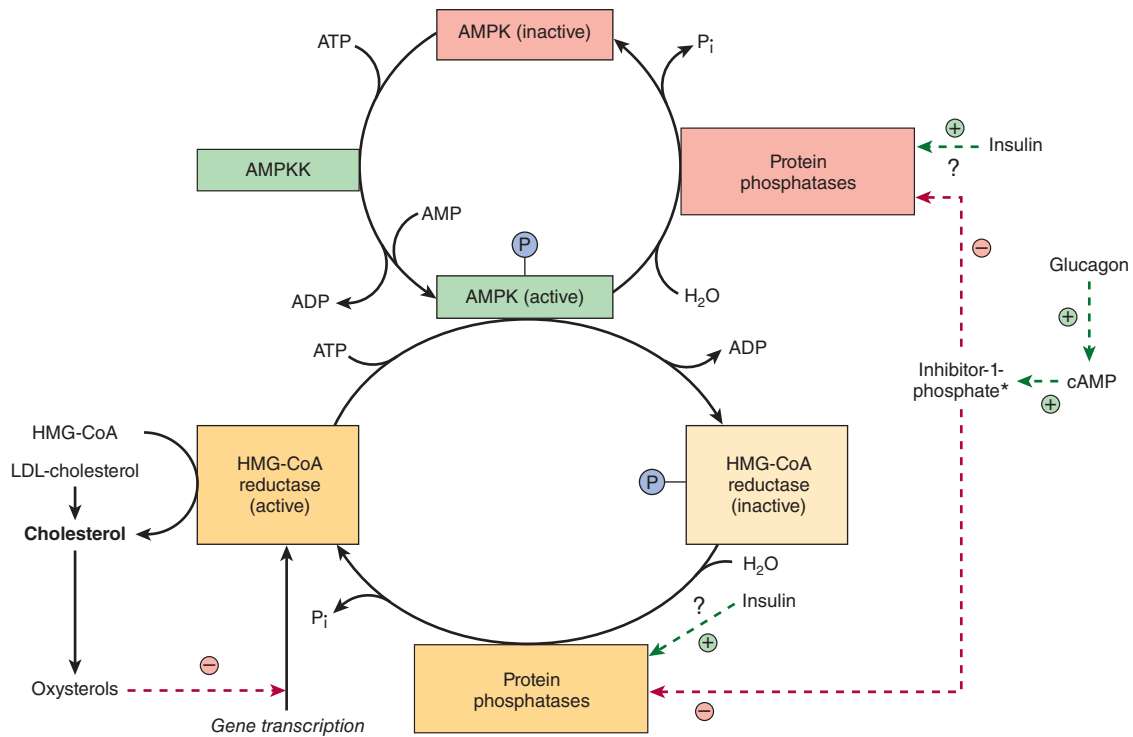 AMPK (inactive)
ATP
Pi
AMPKK
Protein
phosphatases
+
Insulin
?
AMP
P
−
Glucagon
ADP
AMPK (active)
H2O
+
ATP
ADP
Inhibitor-1-
phosphate*
cAMP
+
HMG-CoA
LDL-cholesterol
Cholesterol
HMG-CoA
reductase
(active)
P
HMG-CoA
reductase
(inactive)
H2O
Pi
?
Insulin
+
Oxysterols
−
Protein
phosphatases
−
Gene transcription